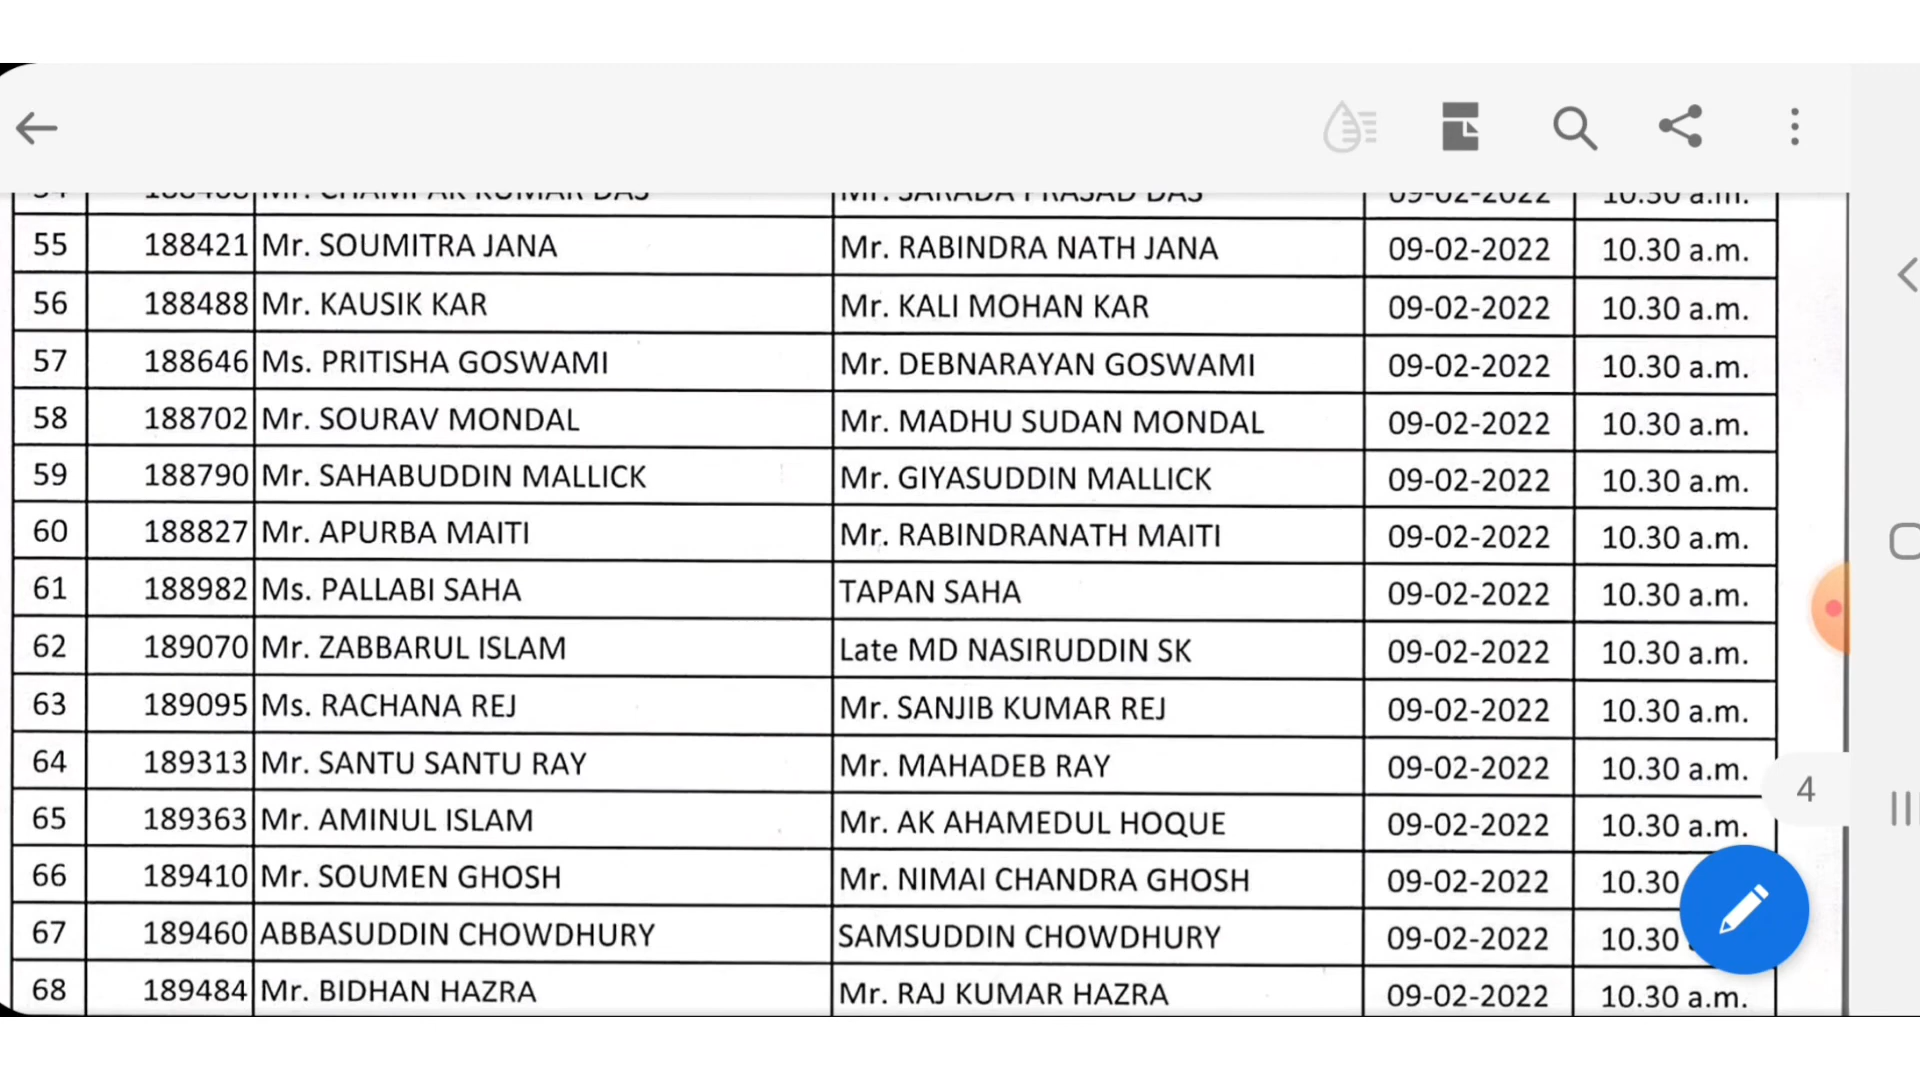 09-02-2022 10.30 a.m.
55 188421 Mr. SOUMITRA JANA Mr. RABINDRA NATH JANA 09-02-2022 10.30 a.m.
56 188488 Mr. KAUSIK KAR Mr. KALI MOHAN KAR 09-02-2022 10.30 a.m.
57 188646 Ms. PRITISHA GOSWAMI Mr. DEBNARAYAN GOSWAMI 09-02-2022 10.30 a.m.
58 188702 Mr. SOURAV MONDAL Mr. MADHU SUDAN MONDAL 09-02-2022 10.30 a.m.
59 188790 Mr. SAHABUDDIN MALLICK Mr. GIYASUDDIN MALLICK 09-02-2022 10.30 a.m.
60 188827 Mr. APURBA MAITI Mr. RABINDRANATH MAITI 09-02-2022 10.30 a.m.
61 188982 Ms. PALLABI SAHA TAPAN SAHA 09-02-2022 10.30 a.m.
62 189070 Mr. ZABBARUL ISLAM Late MD NASIRUDDIN SK 09-02-2022 10.30 a.m.
63 189095 Ms. RACHANA REJ Mr. SANJIB KUMAR REJ 09-02-2022 10.30 a.m.
64 189313 Mr. SANTU SANTU RAY Mr. MAHADEB RAY 09-02-2022 10.30 a.m.
4
65 189363 Mr. AMINUL ISLAM Mr. AK AHAMEDUL HOQUE 09-02-2022 10.30 a.m.
66 189410 Mr. SOUMEN GHOSH Mr. NIMAI CHANDRA GHOSH 09-02-2022 10.30
67 189460 ABBASUDDIN CHOWDHURY SAMSUDDIN CHOWDHURY 09-02-2022 10.30
68 189484 Mr. BIDHAN HAZRA Mr. RAJ KUMAR HAZRA 09-02-2022 10.30 a.m.